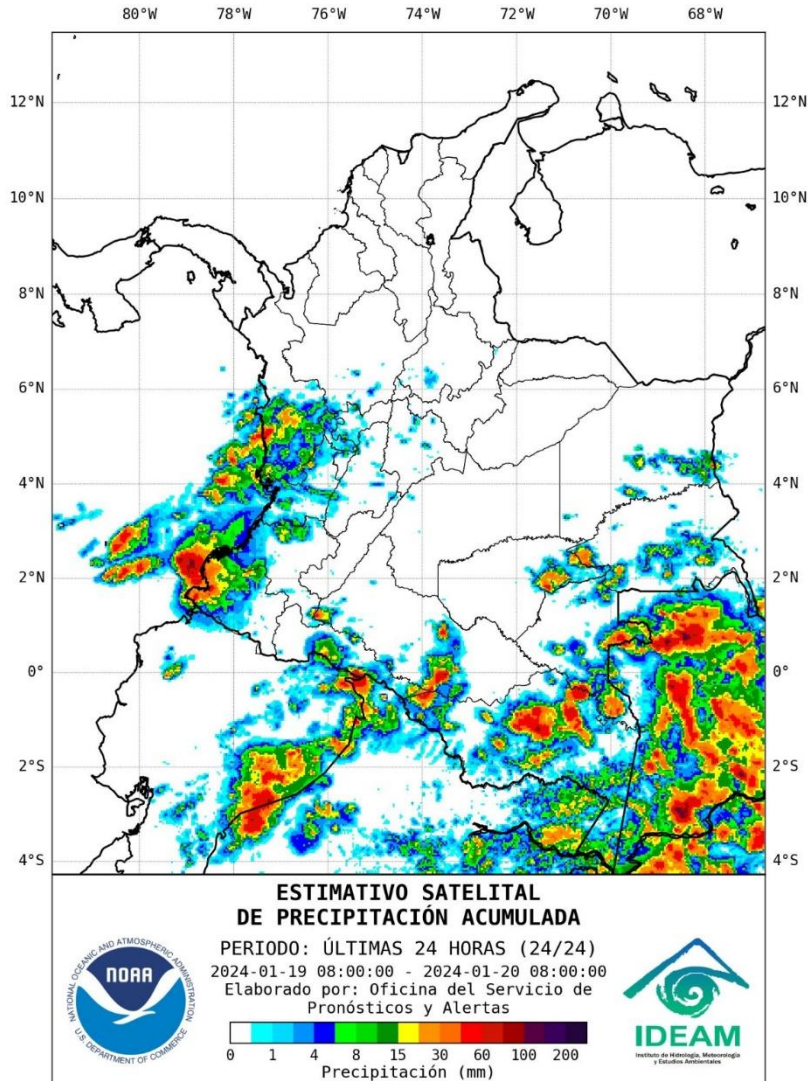 80°W 78°W 76°W 74°W 72°W 70°W 68°W
12°N
10°N
8°N
6°N
4°N
2°N
0°
2°S
4°S
12°N
10°N
8°N
6°N
4°N
2°N
0°
2°S
4°S
ESTIMATIVO SATELITAL
DE PRECIPITACIÓN ACUMULADA
PERIODO: ÚLTIMAS 24 HORAS (24/24)
2024-01-19 08:00:00 - 2024-01-20 08:00:00
Elaborado por: Oficina del Servicio de
Pronósticos y Alertas
0 1 4 8 15 30 60 100 200
Precipitación (mm)
NATIONAL OCEANIC AND ATMOSPHERIC ADMINISTRATION
NOAA
U.S. DEPARTMENT OF COMMERCE
IDEAM
Instituto de Hidrología, Meteorología
y Estudios Ambientales